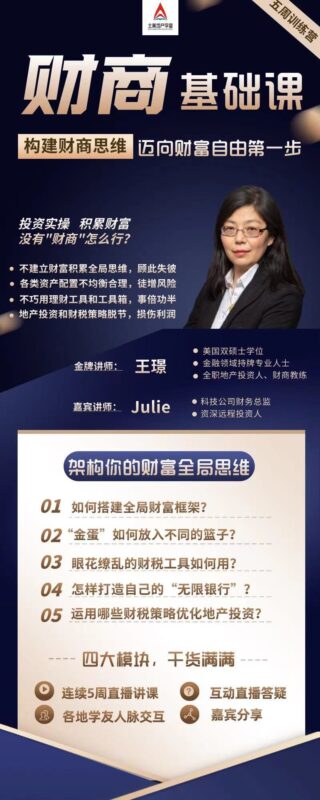 北美地产学堂
五周训练营
财商基础课
构建财商思维 迈向财富自由第一步
投资实操 积累财富
没有"财商"怎么行？
• 不建立财富积累全局思维，顾此失彼
• 各类资产配置不均衡合理，徒增风险
• 不巧用理财工具和工具箱，事倍功半
• 地产投资和财税策略脱节，损伤利润
金牌讲师： 王璟
• 美国双硕士学位
• 金融领域持牌专业人士
• 全职地产投资人、财商教练
嘉宾讲师： Julie
• 科技公司财务总监
• 资深远程投资人
架构你的财富全局思维
01 如何搭建全局财富框架？
02 “金蛋”如何放入不同的篮子？
03 眼花缭乱的财税工具如何用？
04 怎样打造自己的“无限银行”？
05 运用哪些财税策略优化地产投资？
四大模块，干货满满
连续5周直播讲课
互动直播答疑
各地学友人脉交互
嘉宾分享